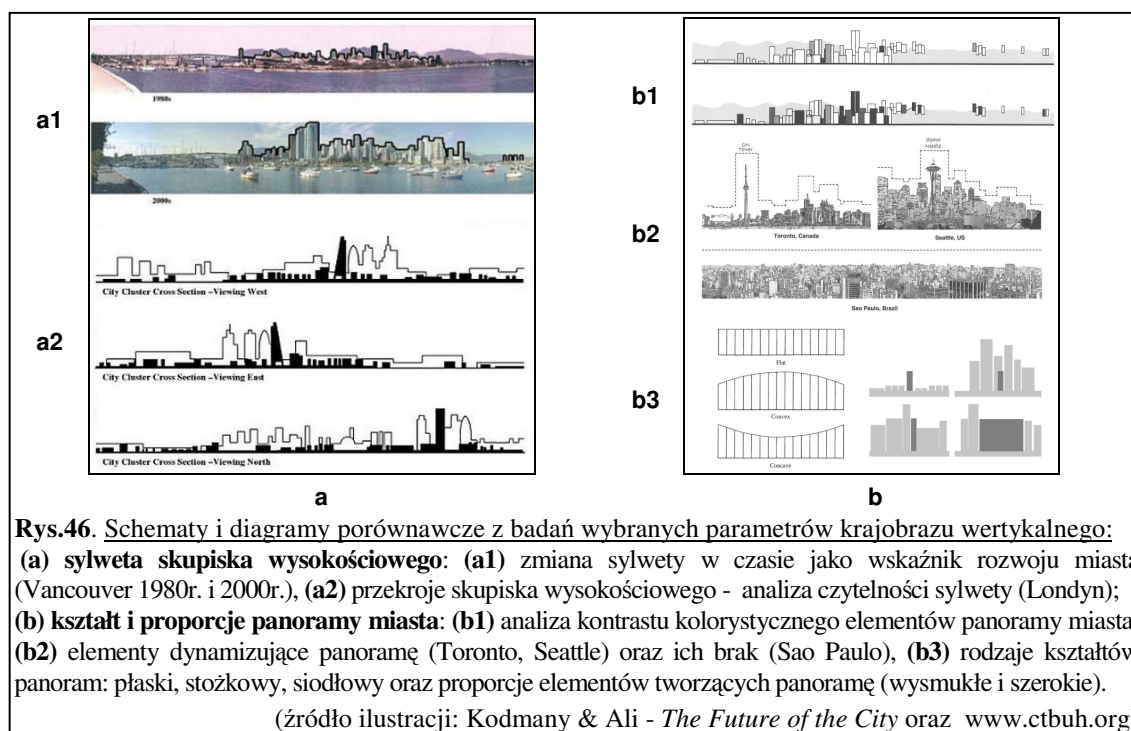 a1
1980s
2000s
a2
City Cluster Cross Section –Viewing West
City Cluster Cross Section –Viewing East
City Cluster Cross Section –Viewing North
a
b1
b2
CN Tower
Space Needle
Toronto, Canada
Seattle, US
Sao Paulo, Brazil
b3
Flat
Convex
Concave
b
Rys.46. Schematy i diagramy porównawcze z badań wybranych parametrów krajobrazu wertykalnego:
(a) sylweta skupiska wysokościowego: (a1) zmiana sylwety w czasie jako wskaźnik rozwoju miasta
(Vancouver 1980r. i 2000r.), (a2) przekroje skupiska wysokościowego - analiza czytelności sylwety (Londyn);
(b) kształt i proporcje panoramy miasta: (b1) analiza kontrastu kolorystycznego elementów panoramy miasta
(b2) elementy dynamizujące panoramę (Toronto, Seattle) oraz ich brak (Sao Paulo), (b3) rodzaje kształtów
panoram: płaski, stożkowy, siodłowy oraz proporcje elementów tworzących panoramę (wysmukłe i szerokie).
(źródło ilustracji: Kodmany & Ali - The Future of the City oraz www.ctbuh.org)